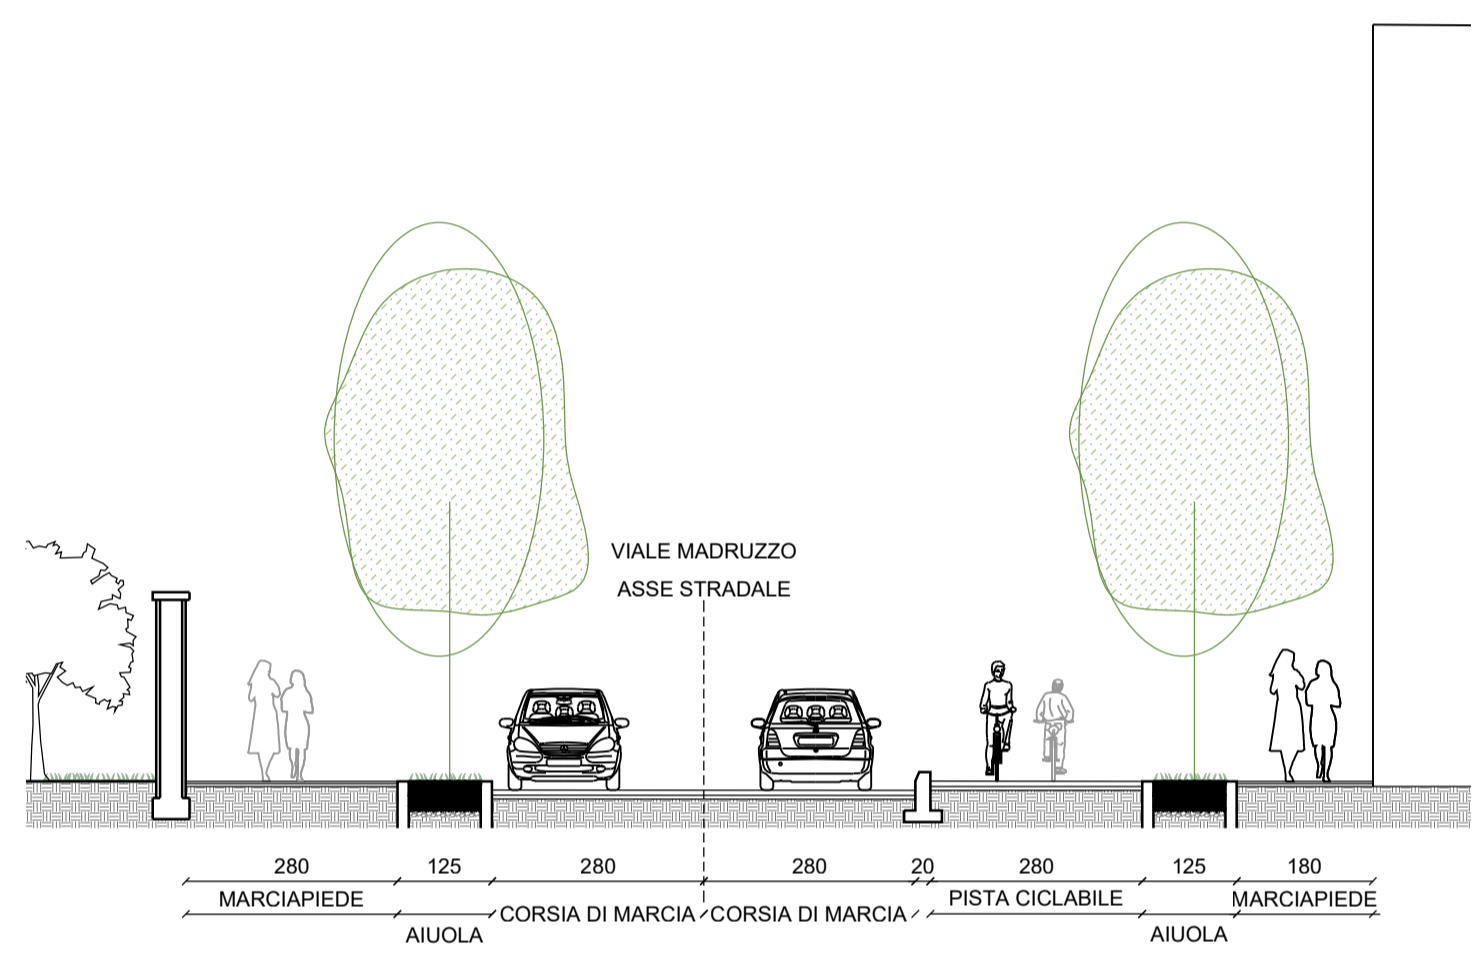 VIALE MADRUZZO
ASSE STRADALE
280 125 280 280 20 280 125 180
MARCIAPIEDE CORSIA DI MARCIA CORSIA DI MARCIA PISTA CICLABILE MARCIAPIEDE
AIUOLA AIUOLA